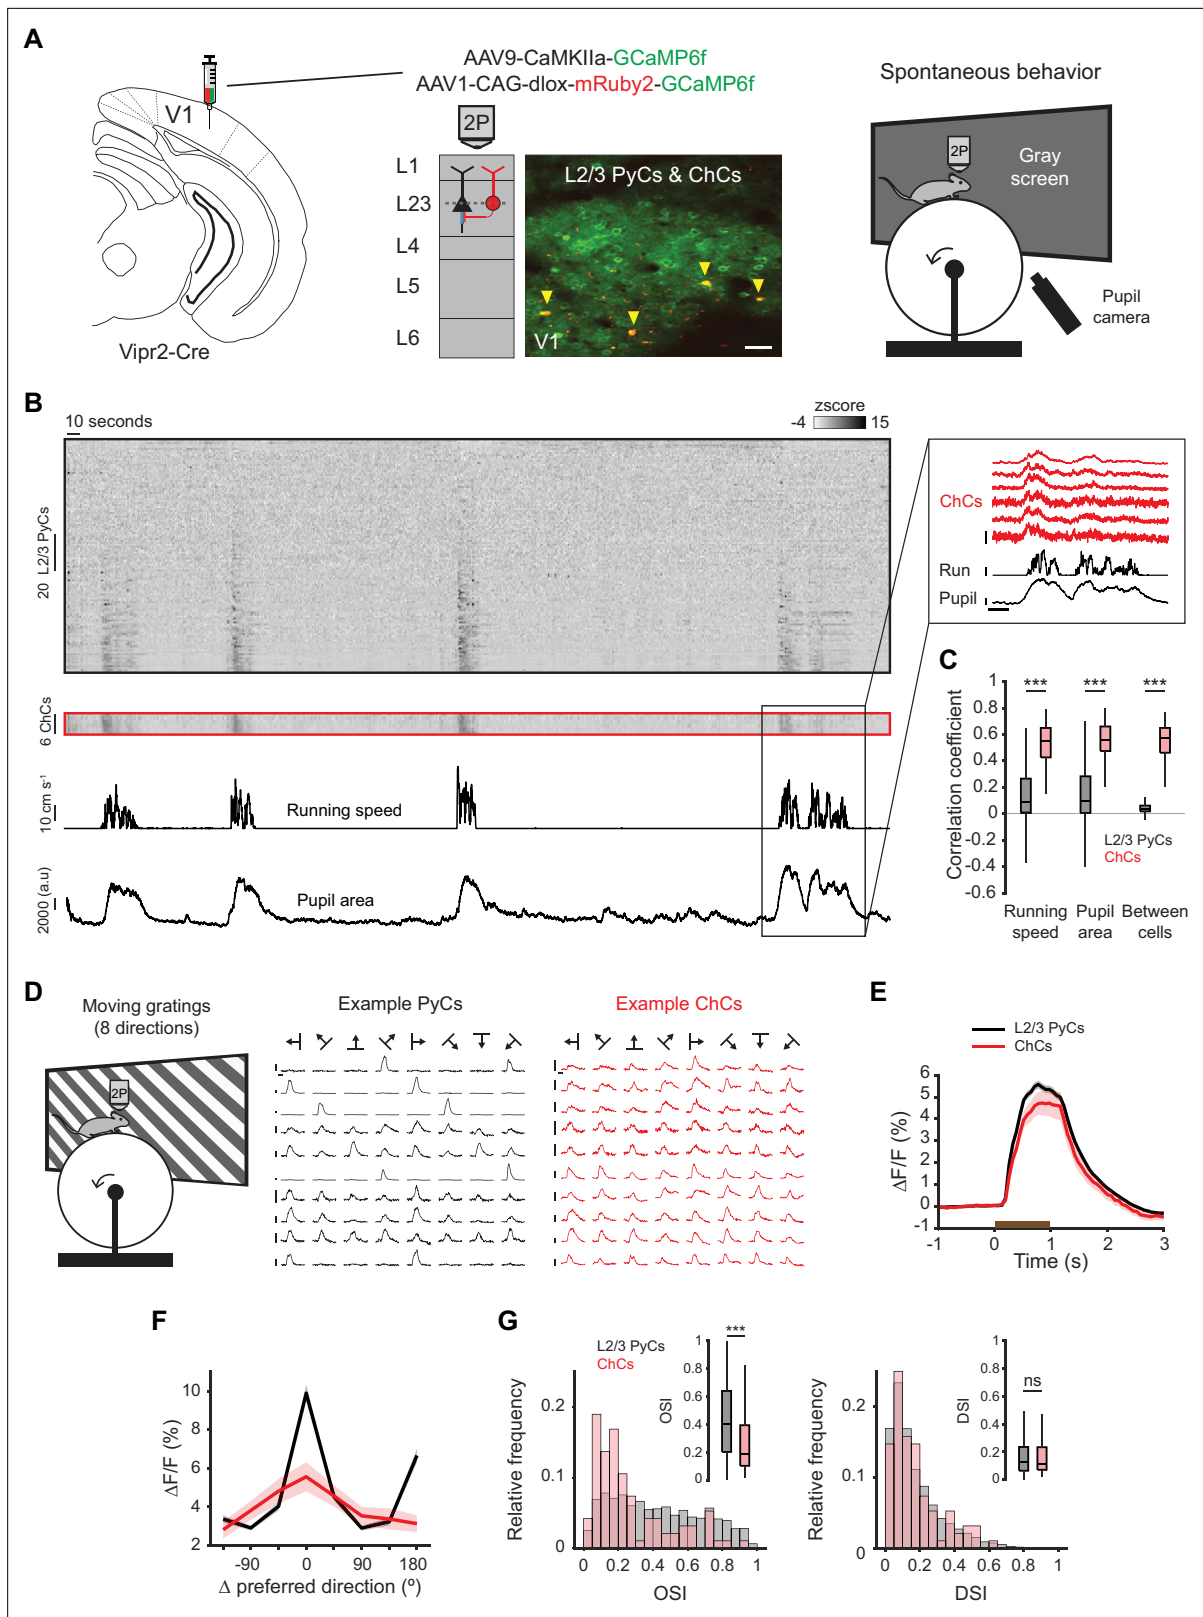 A
AAV9-CaMKIIa-GCaMP6f
AAV1-CAG-dlox-mRuby2-GCaMP6f
V1
2P
L1
L23
L4
L5
L6
L2/3 PyCs & ChCs
V1
Vipr2-Cre
Spontaneous behavior
2P
Gray
screen
Pupil
camera
B
10 seconds
zscore
-4 15
20 L2/3 PyCs
6 ChCs
10 cm s⁻¹
Running speed
2000 (a.u)
Pupil area
ChCs
Run
Pupil
C
***
***
***
Correlation coefficient
1
0.8
0.6
0.4
0.2
0
-0.2
-0.4
-0.6
L2/3 PyCs
ChCs
Running
speed
Pupil
area
Between
cells
D
Moving gratings
(8 directions)
2P
Example PyCs
Example ChCs
E
L2/3 PyCs
ChCs
ΔF/F (%)
6
5
4
3
2
1
0
-1
-1 0 1 2 3
Time (s)
F
ΔF/F (%)
10
8
6
4
2
-90 0 90 180
Δ preferred direction (º)
G
L2/3 PyCs
ChCs
Relative frequency
0.2
0.1
0
0 0.2 0.4 0.6 0.8 1
OSI
***
OSI
1
0.8
0.6
0.4
0.2
0
Relative frequency
0.2
0.1
0
0 0.2 0.4 0.6 0.8 1
DSI
ns
DSI
1
0.8
0.6
0.4
0.2
0